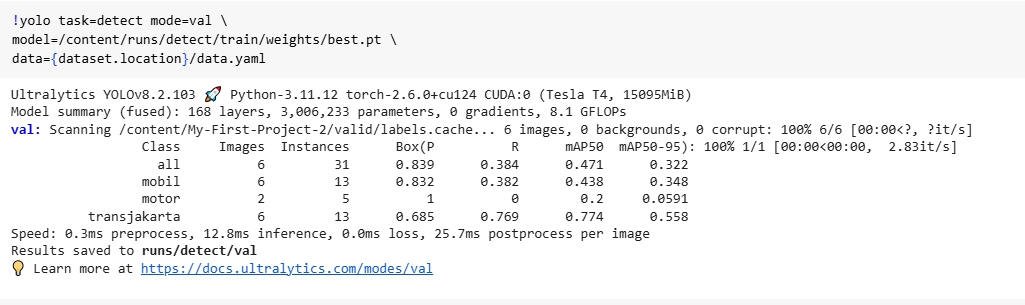 !yolo task=detect mode=val \
model=/content/runs/detect/train/weights/best.pt \
data={dataset.location}/data.yaml
Ultralytics YOLOv8.2.103 🚀 Python-3.11.12 torch-2.6.0+cu124 CUDA:0 (Tesla T4, 15095MiB)
Model summary (fused): 168 layers, 3,006,233 parameters, 0 gradients, 8.1 GFLOPs
val: Scanning /content/My-First-Project-2/valid/labels.cache... 6 images, 0 backgrounds, 0 corrupt: 100% 6/6 [00:00<?, ?it/s]
Class Images Instances Box(P R mAP50 mAP50-95): 100% 1/1 [00:00<00:00, 2.83it/s]
all 6 31 0.839 0.384 0.471 0.322
mobil 6 13 0.832 0.382 0.438 0.348
motor 2 5 1 0 0.2 0.0591
transjakarta 6 13 0.685 0.769 0.774 0.558
Speed: 0.3ms preprocess, 12.8ms inference, 0.0ms loss, 25.7ms postprocess per image
Results saved to runs/detect/val
💡 Learn more at https://docs.ultralytics.com/modes/val